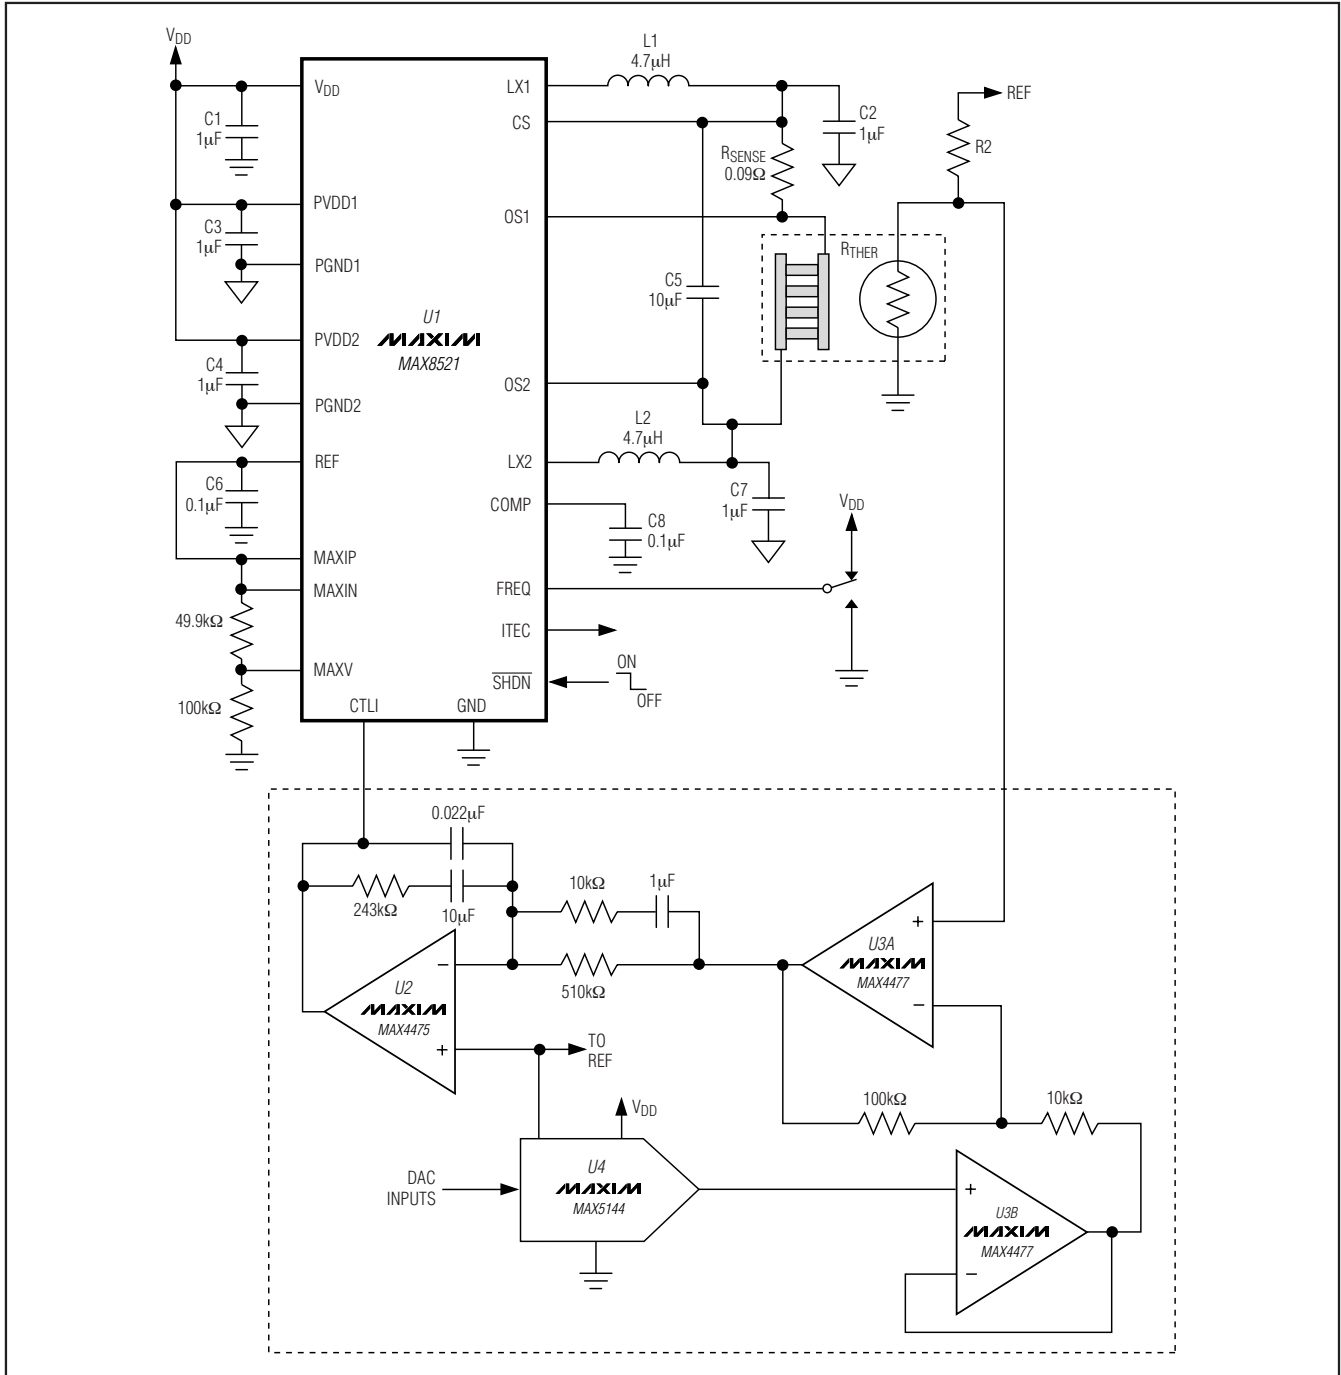 VDD
C1
1µF
C3
1µF
C4
1µF
C6
0.1µF
49.9kΩ
100kΩ
VDD
PVDD1
PGND1
PVDD2
PGND2
REF
MAXIP
MAXIN
MAXV
CTLI
GND
U1
MAXIM
MAX8521
LX1
CS
OS1
OS2
LX2
COMP
FREQ
ITEC
SHDN
ON
OFF
L1
4.7µH
C2
1µF
RSENSE
0.09Ω
C5
10µF
RTHER
REF
R2
L2
4.7µH
C7
1µF
C8
0.1µF
VDD
0.022µF
243kΩ
10µF
10kΩ
1µF
510kΩ
−
U2
MAXIM
MAX4475
+
TO
REF
+
U3A
MAXIM
MAX4477
−
100kΩ
10kΩ
VDD
DAC
INPUTS
U4
MAXIM
MAX5144
+
U3B
MAXIM
MAX4477
−